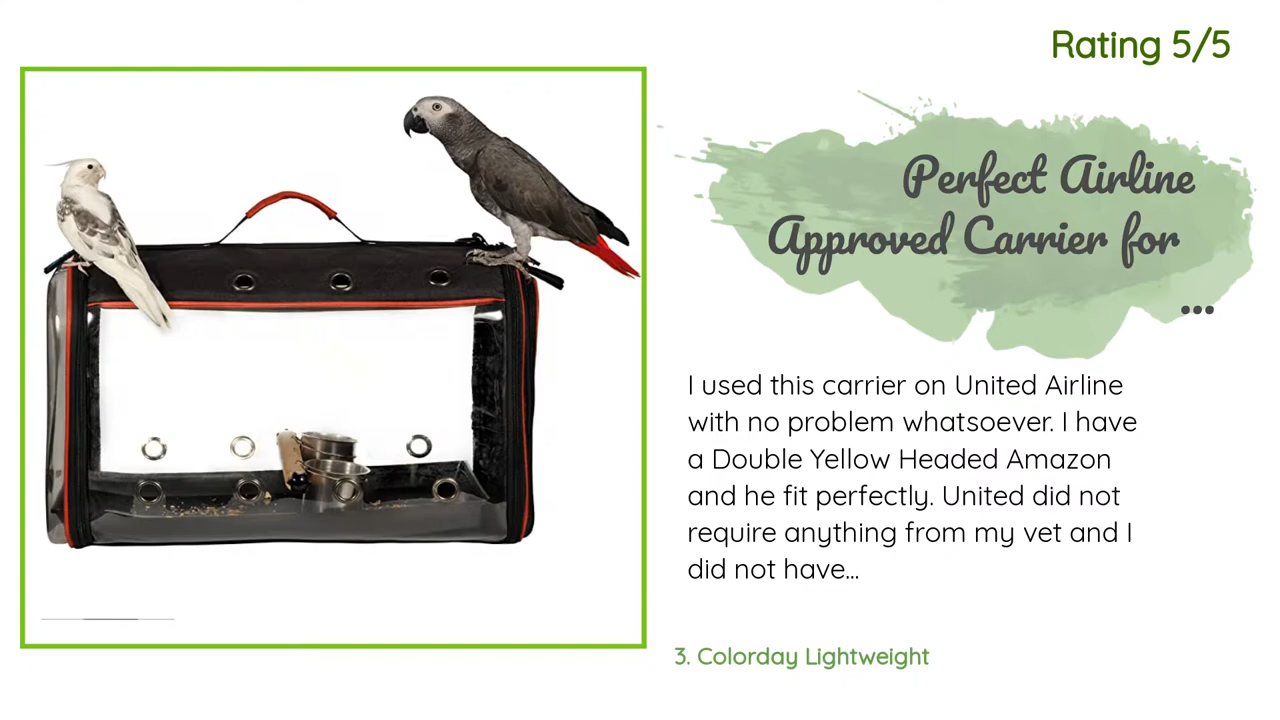 Rating 5/5
Perfect Airline
Approved Carrier for
...
I used this carrier on United Airline
with no problem whatsoever. I have
a Double Yellow Headed Amazon
and he fit perfectly. United did not
require anything from my vet and I
did not have...
3. Colorday Lightweight